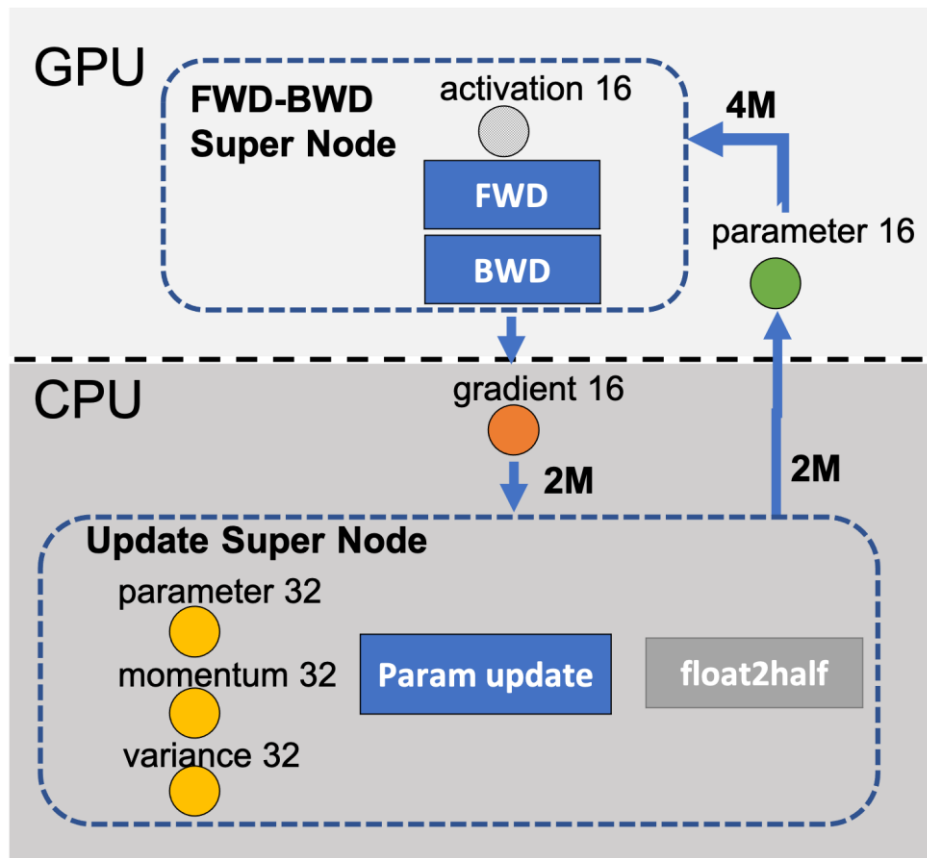 GPU
FWD-BWD
Super Node
activation 16
FWD
BWD
4M
parameter 16
CPU
gradient 16
2M
2M
Update Super Node
parameter 32
momentum 32
variance 32
Param update
float2half